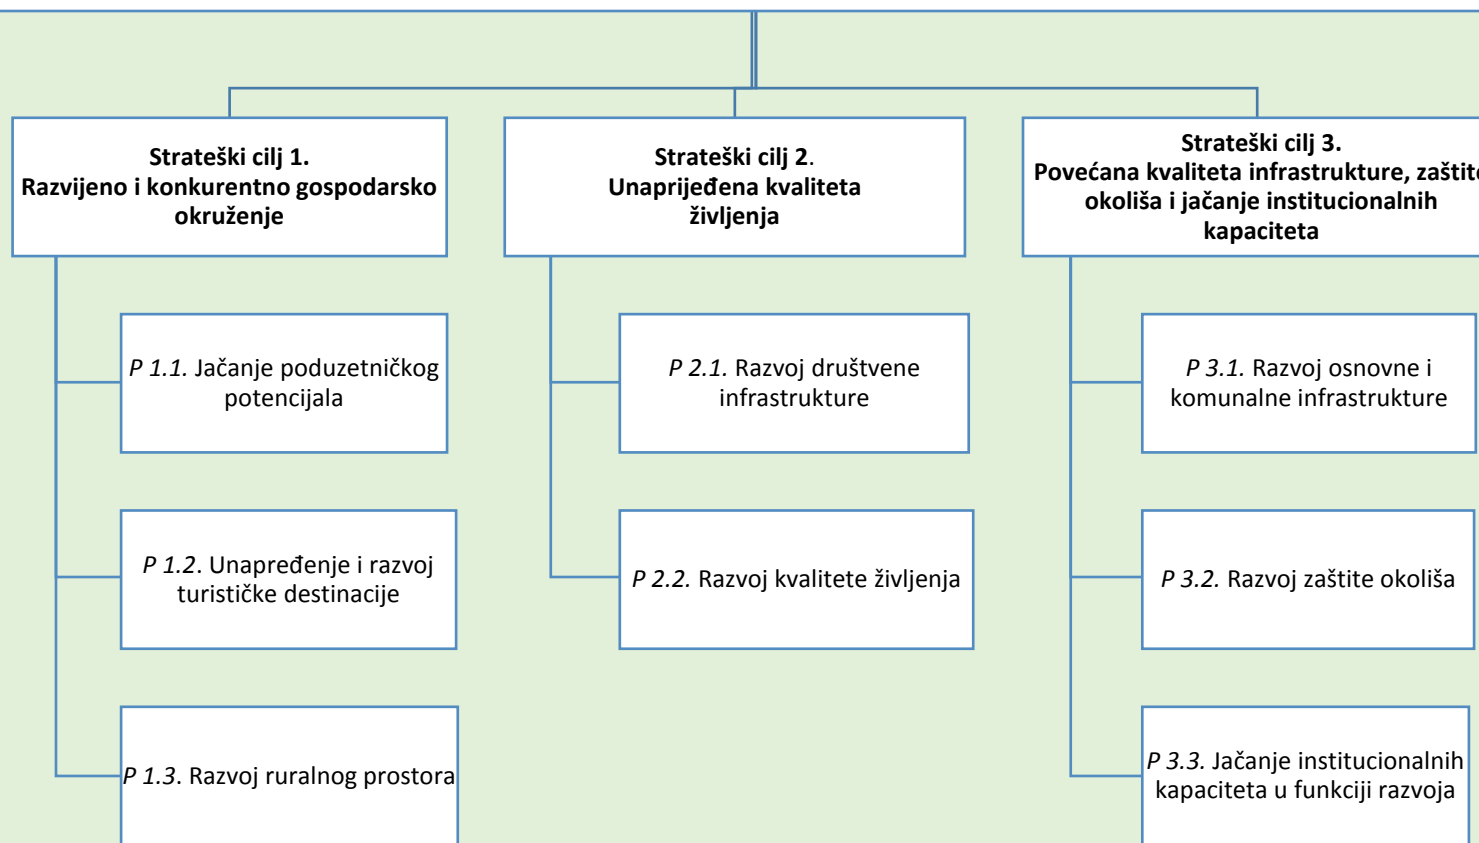 Strateški cilj 1.
Razvijeno i konkurentno gospodarsko
okruženje
P 1.1. Jačanje poduzetničkog
potencijala
P 1.2. Unapređenje i razvoj
turističke destinacije
P 1.3. Razvoj ruralnog prostora
Strateški cilj 2.
Unaprijeđena kvaliteta
življenja
P 2.1. Razvoj društvene
infrastrukture
P 2.2. Razvoj kvalitete življenja
Strateški cilj 3.
Povećana kvaliteta infrastrukture, zaštite
okoliša i jačanje institucionalnih
kapaciteta
P 3.1. Razvoj osnovne i
komunalne infrastrukture
P 3.2. Razvoj zaštite okoliša
P 3.3. Jačanje institucionalnih
kapaciteta u funkciji razvoja